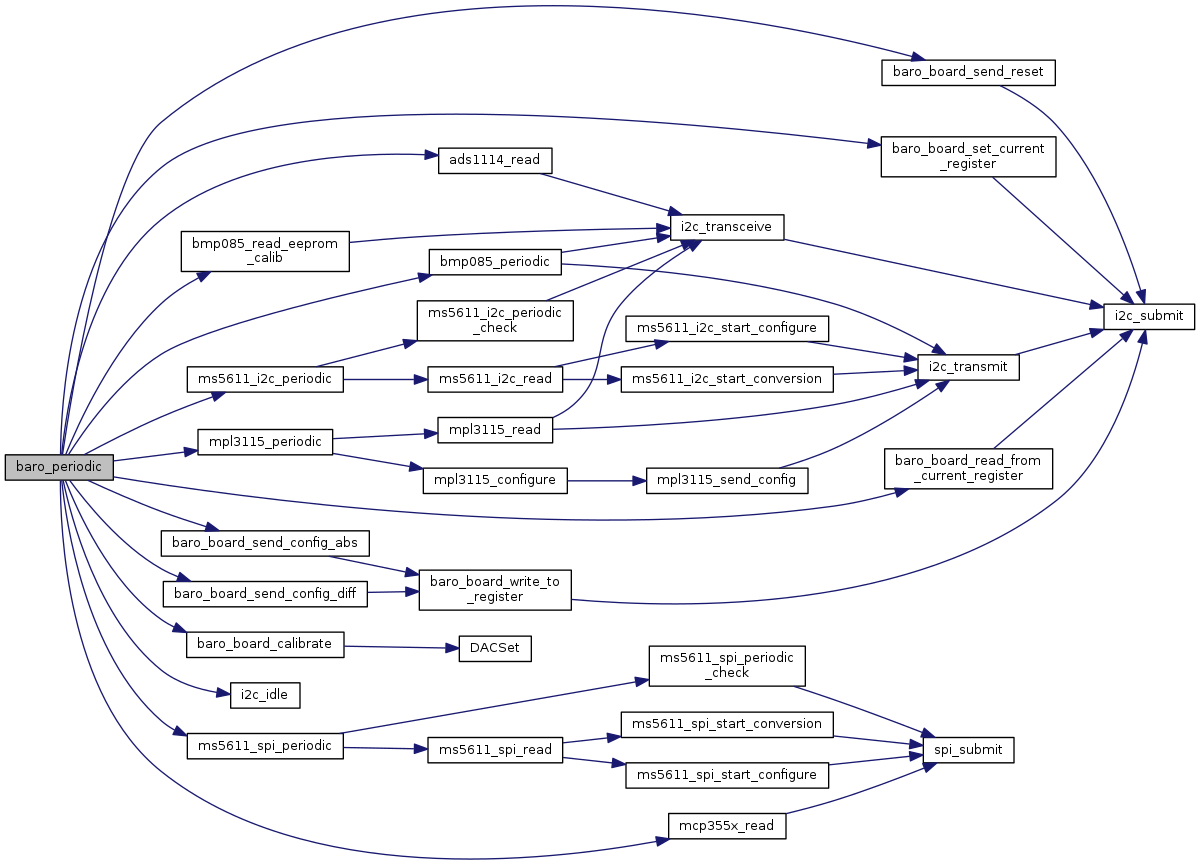 baro_board_send_reset
baro_board_set_current
_register
ads1114_read
i2c_transceive
bmp085_read_eeprom
_calib
bmp085_periodic
ms5611_i2c_periodic
_check
i2c_submit
ms5611_i2c_start_configure
i2c_transmit
ms5611_i2c_periodic
ms5611_i2c_read
ms5611_i2c_start_conversion
mpl3115_read
mpl3115_periodic
baro_periodic
baro_board_read_from
_current_register
mpl3115_configure
mpl3115_send_config
baro_board_send_config_abs
baro_board_send_config_diff
baro_board_write_to
_register
baro_board_calibrate
DACSet
ms5611_spi_periodic
_check
i2c_idle
ms5611_spi_start_conversion
ms5611_spi_periodic
ms5611_spi_read
spi_submit
ms5611_spi_start_configure
mcp355x_read